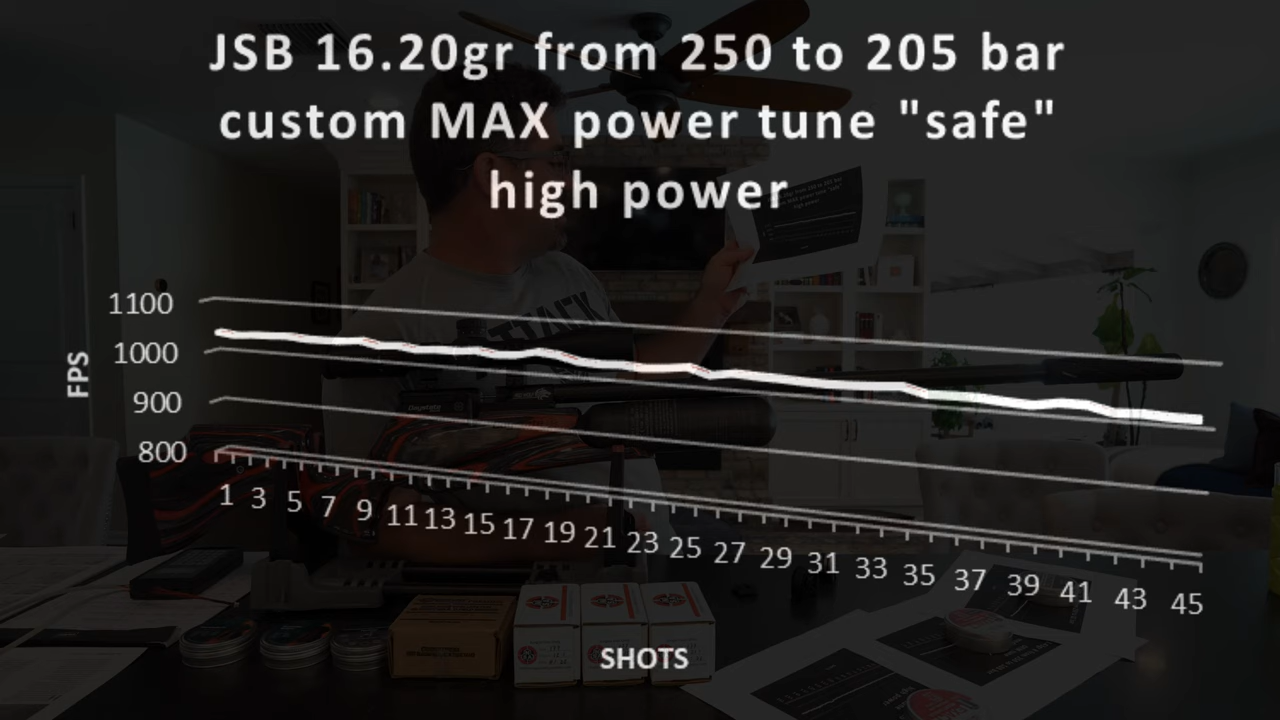 JSB 16.20gr from 250 to 205 bar
custom MAX power tune "safe"
high power
1100
1000
900
800
FPS
1 3 5 7 9 11 13 15 17 19 21 23 25 27 29 31 33 35 37 39 41 43 45
SHOTS